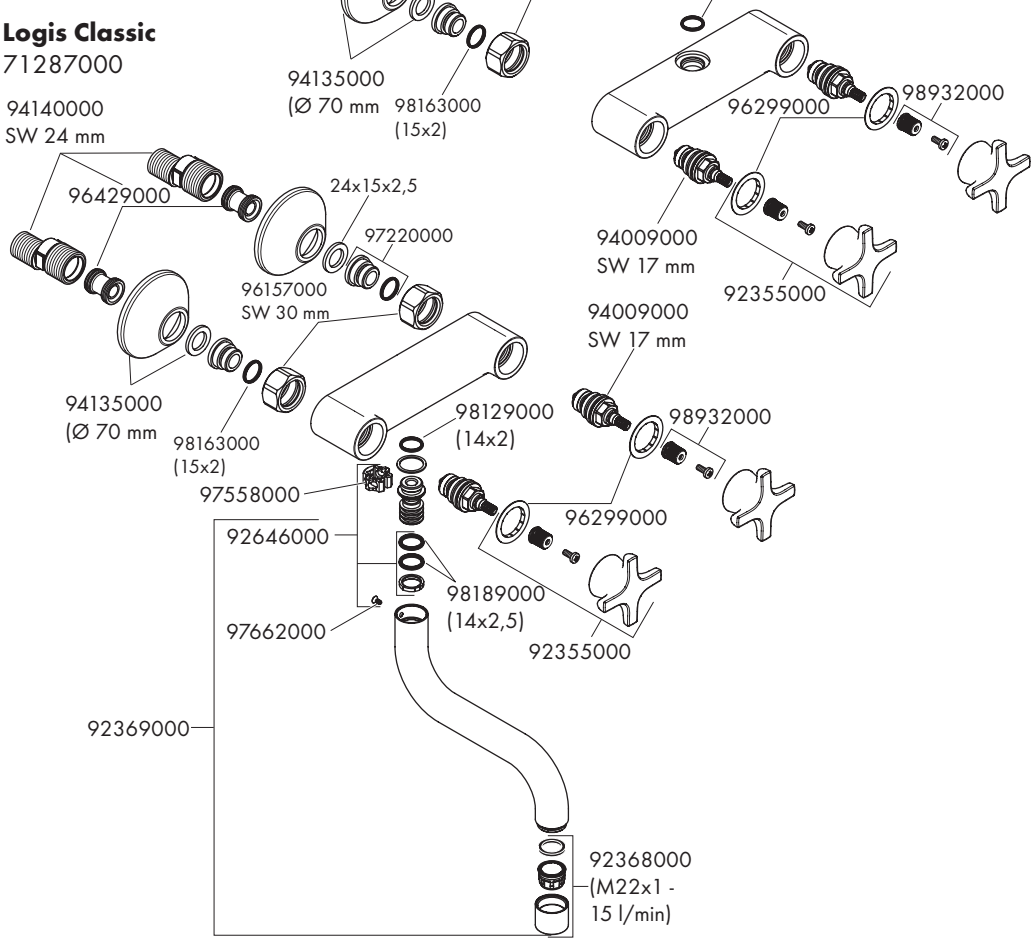 Logis Classic
71287000
94135000
(Ø 70 mm
98163000
(15x2)
96299000
98932000
94009000
SW 17 mm
92355000
94140000
SW 24 mm
96429000
24x15x2,5
97220000
96157000
SW 30 mm
94135000
(Ø 70 mm
98163000
(15x2)
94009000
SW 17 mm
98129000
(14x2)
98932000
97558000
96299000
92646000
98189000
(14x2,5)
97662000
92355000
92369000
92368000
(M22x1 -
15 l/min)